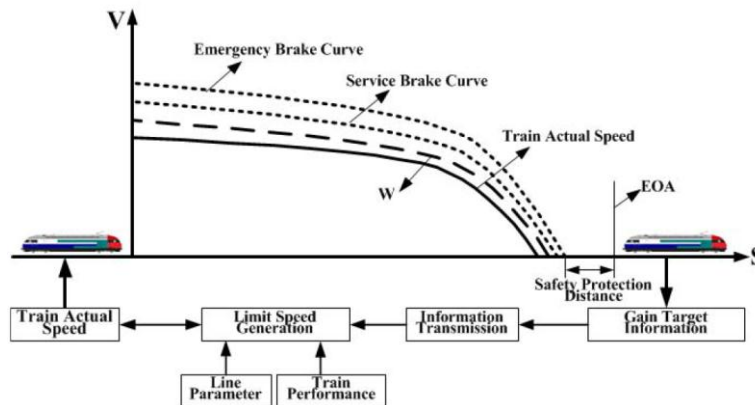 V
Emergency Brake Curve
Service Brake Curve
Train Actual Speed
W
EOA
S
Safety Protection
Distance
Train Actual
Speed
Limit Speed
Generation
Information
Transmission
Gain Target
Information
Line
Parameter
Train
Performance